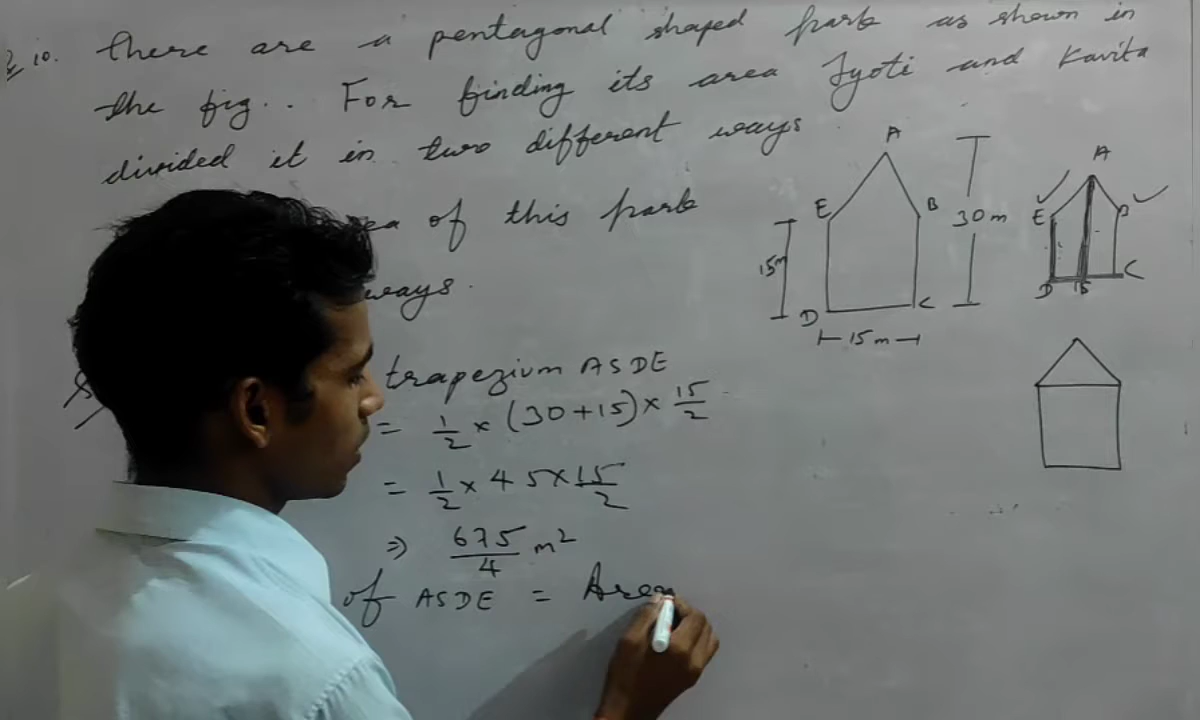 Q 10. there are a pentagonal shaped park as shown in
the fig.. For finding its area Jyoti and Kavita
divided it in two different ways
of this park
ways.
trapezium ASDE
= 1/2 × (30+15) × 15/2
= 1/2 × 45 × 15/2
⇒ 675/4 m²
of ASDE = Area
A
E
B
15m
30m
D
C
15m
A
E
B
D
15
C